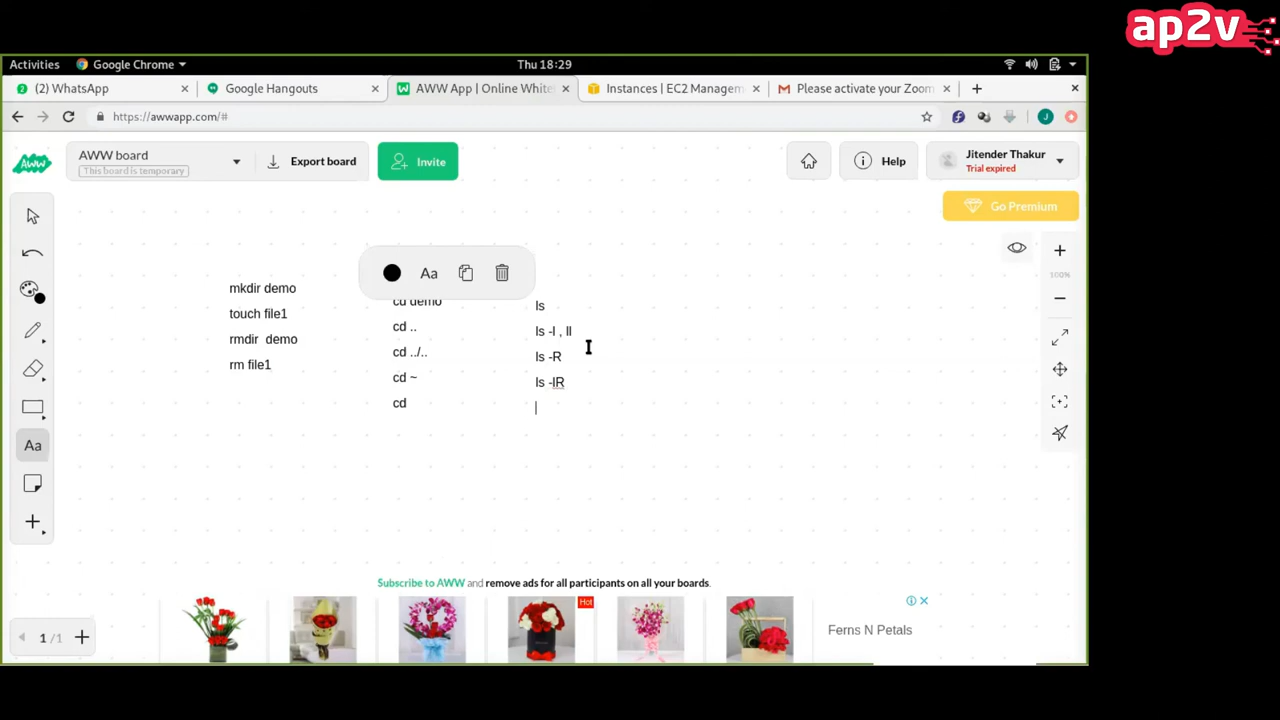 ap2v
Activities
Google Chrome
Thu 18:29
(2) WhatsApp
Google Hangouts
AWW App | Online White
Instances | EC2 Managem
Please activate your Zoom
https://awwapp.com/#
J
AWW
AWW board
This board is temporary
Export board
Invite
Help
Jitender Thakur
Trial expired
Go Premium
100%
Aa
mkdir demo
touch file1
rmdir  demo
rm file1
cd demo
cd ..
cd ../..
cd ~
cd
ls
ls -l , ll
ls -R
ls -lR
Aa
Subscribe to AWW and remove ads for all participants on all your boards.
Hot
Ferns N Petals
1 / 1